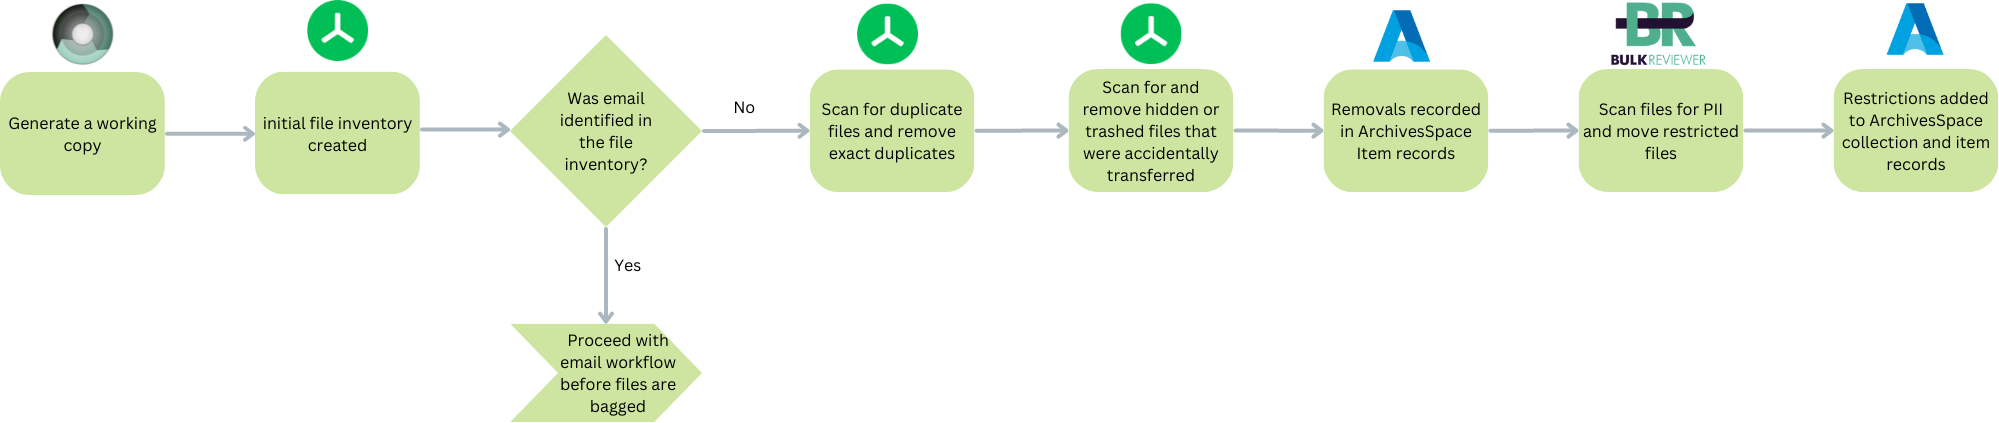 Generate a working
copy
initial file inventory
created
Was email
identified in
the file
inventory?
No
Yes
Proceed with
email workflow
before files are
bagged
Scan for duplicate
files and remove
exact duplicates
Scan for and
remove hidden or
trashed files that
were accidentally
transferred
Removals recorded
in ArchivesSpace
Item records
BR
BULKREVIEWER
Scan files for PII
and move restricted
files
Restrictions added
to ArchivesSpace
collection and item
records